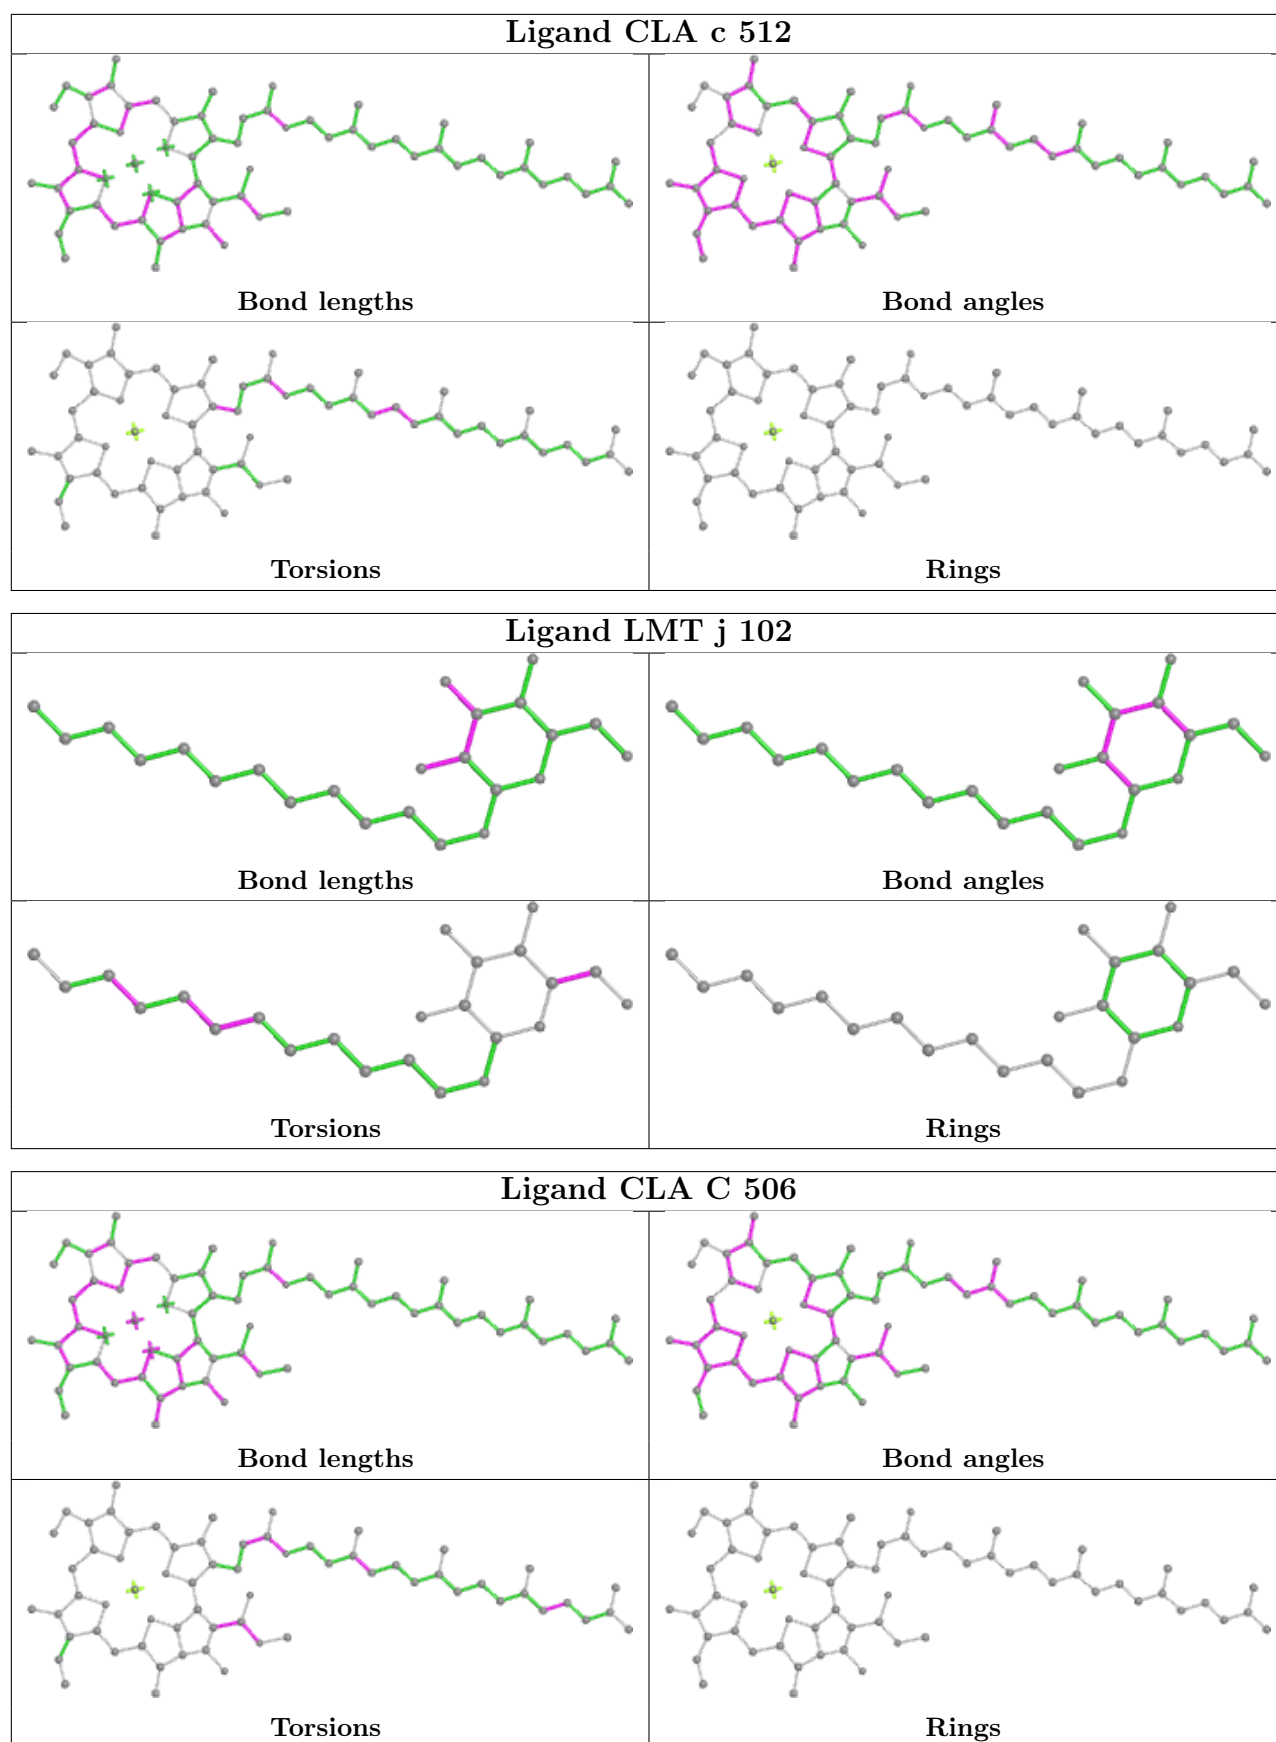 Ligand CLA c 512
Bond lengths
Bond angles
Torsions
Rings
Ligand LMT j 102
Bond lengths
Bond angles
Torsions
Rings
Ligand CLA C 506
Bond lengths
Bond angles
Torsions
Rings